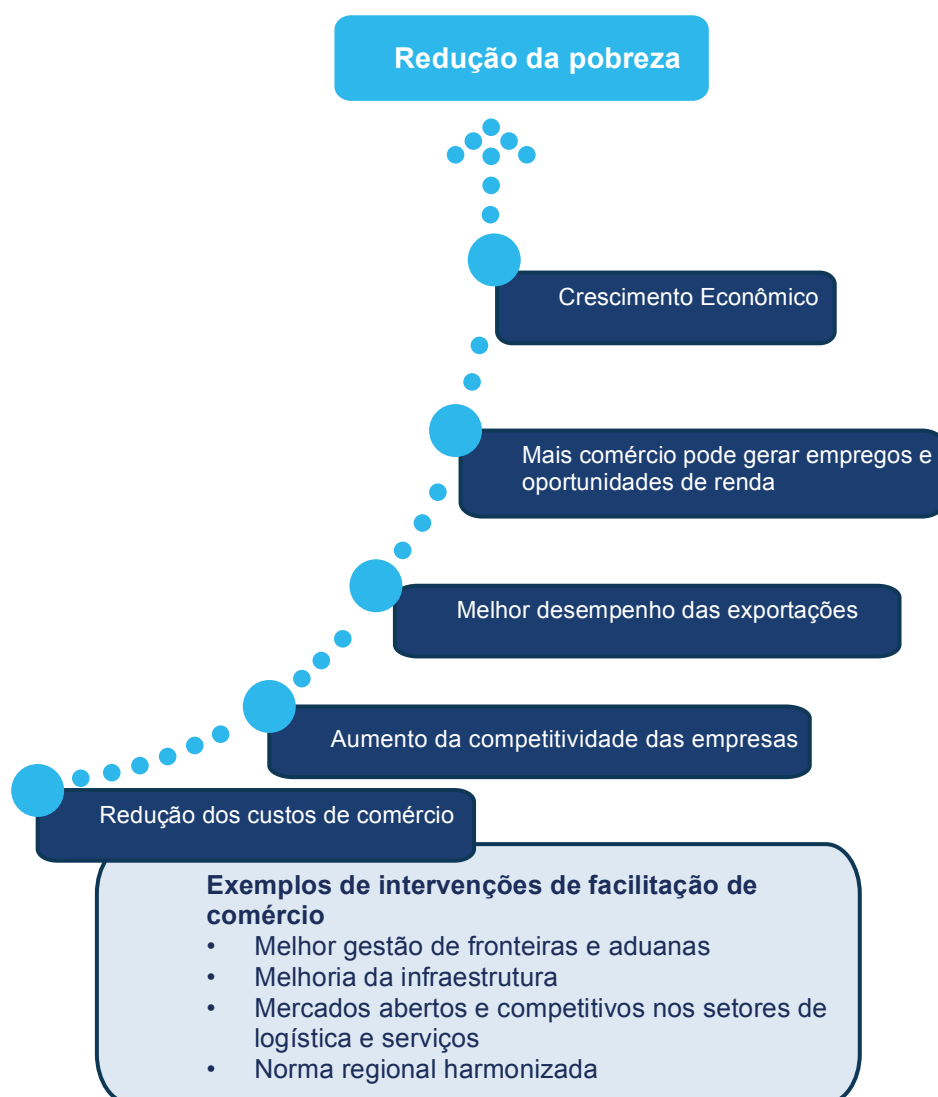 Redução da pobreza
Crescimento Econômico
Mais comércio pode gerar empregos e
oportunidades de renda
Melhor desempenho das exportações
Aumento da competitividade das empresas
Redução dos custos de comércio
Exemplos de intervenções de facilitação de
comércio
• Melhor gestão de fronteiras e aduanas
• Melhoria da infraestrutura
• Mercados abertos e competitivos nos setores de
logística e serviços
• Norma regional harmonizada